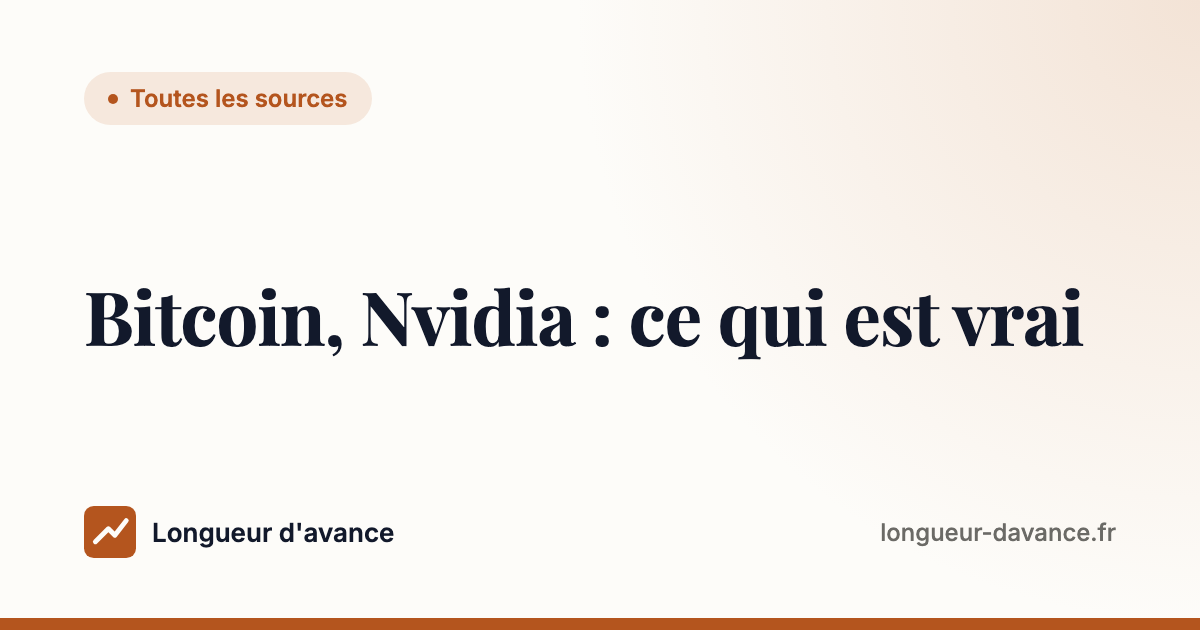 Toutes les sources
Bitcoin, Nvidia : ce qui est vrai
Longueur d'avance
longueur-davance.fr